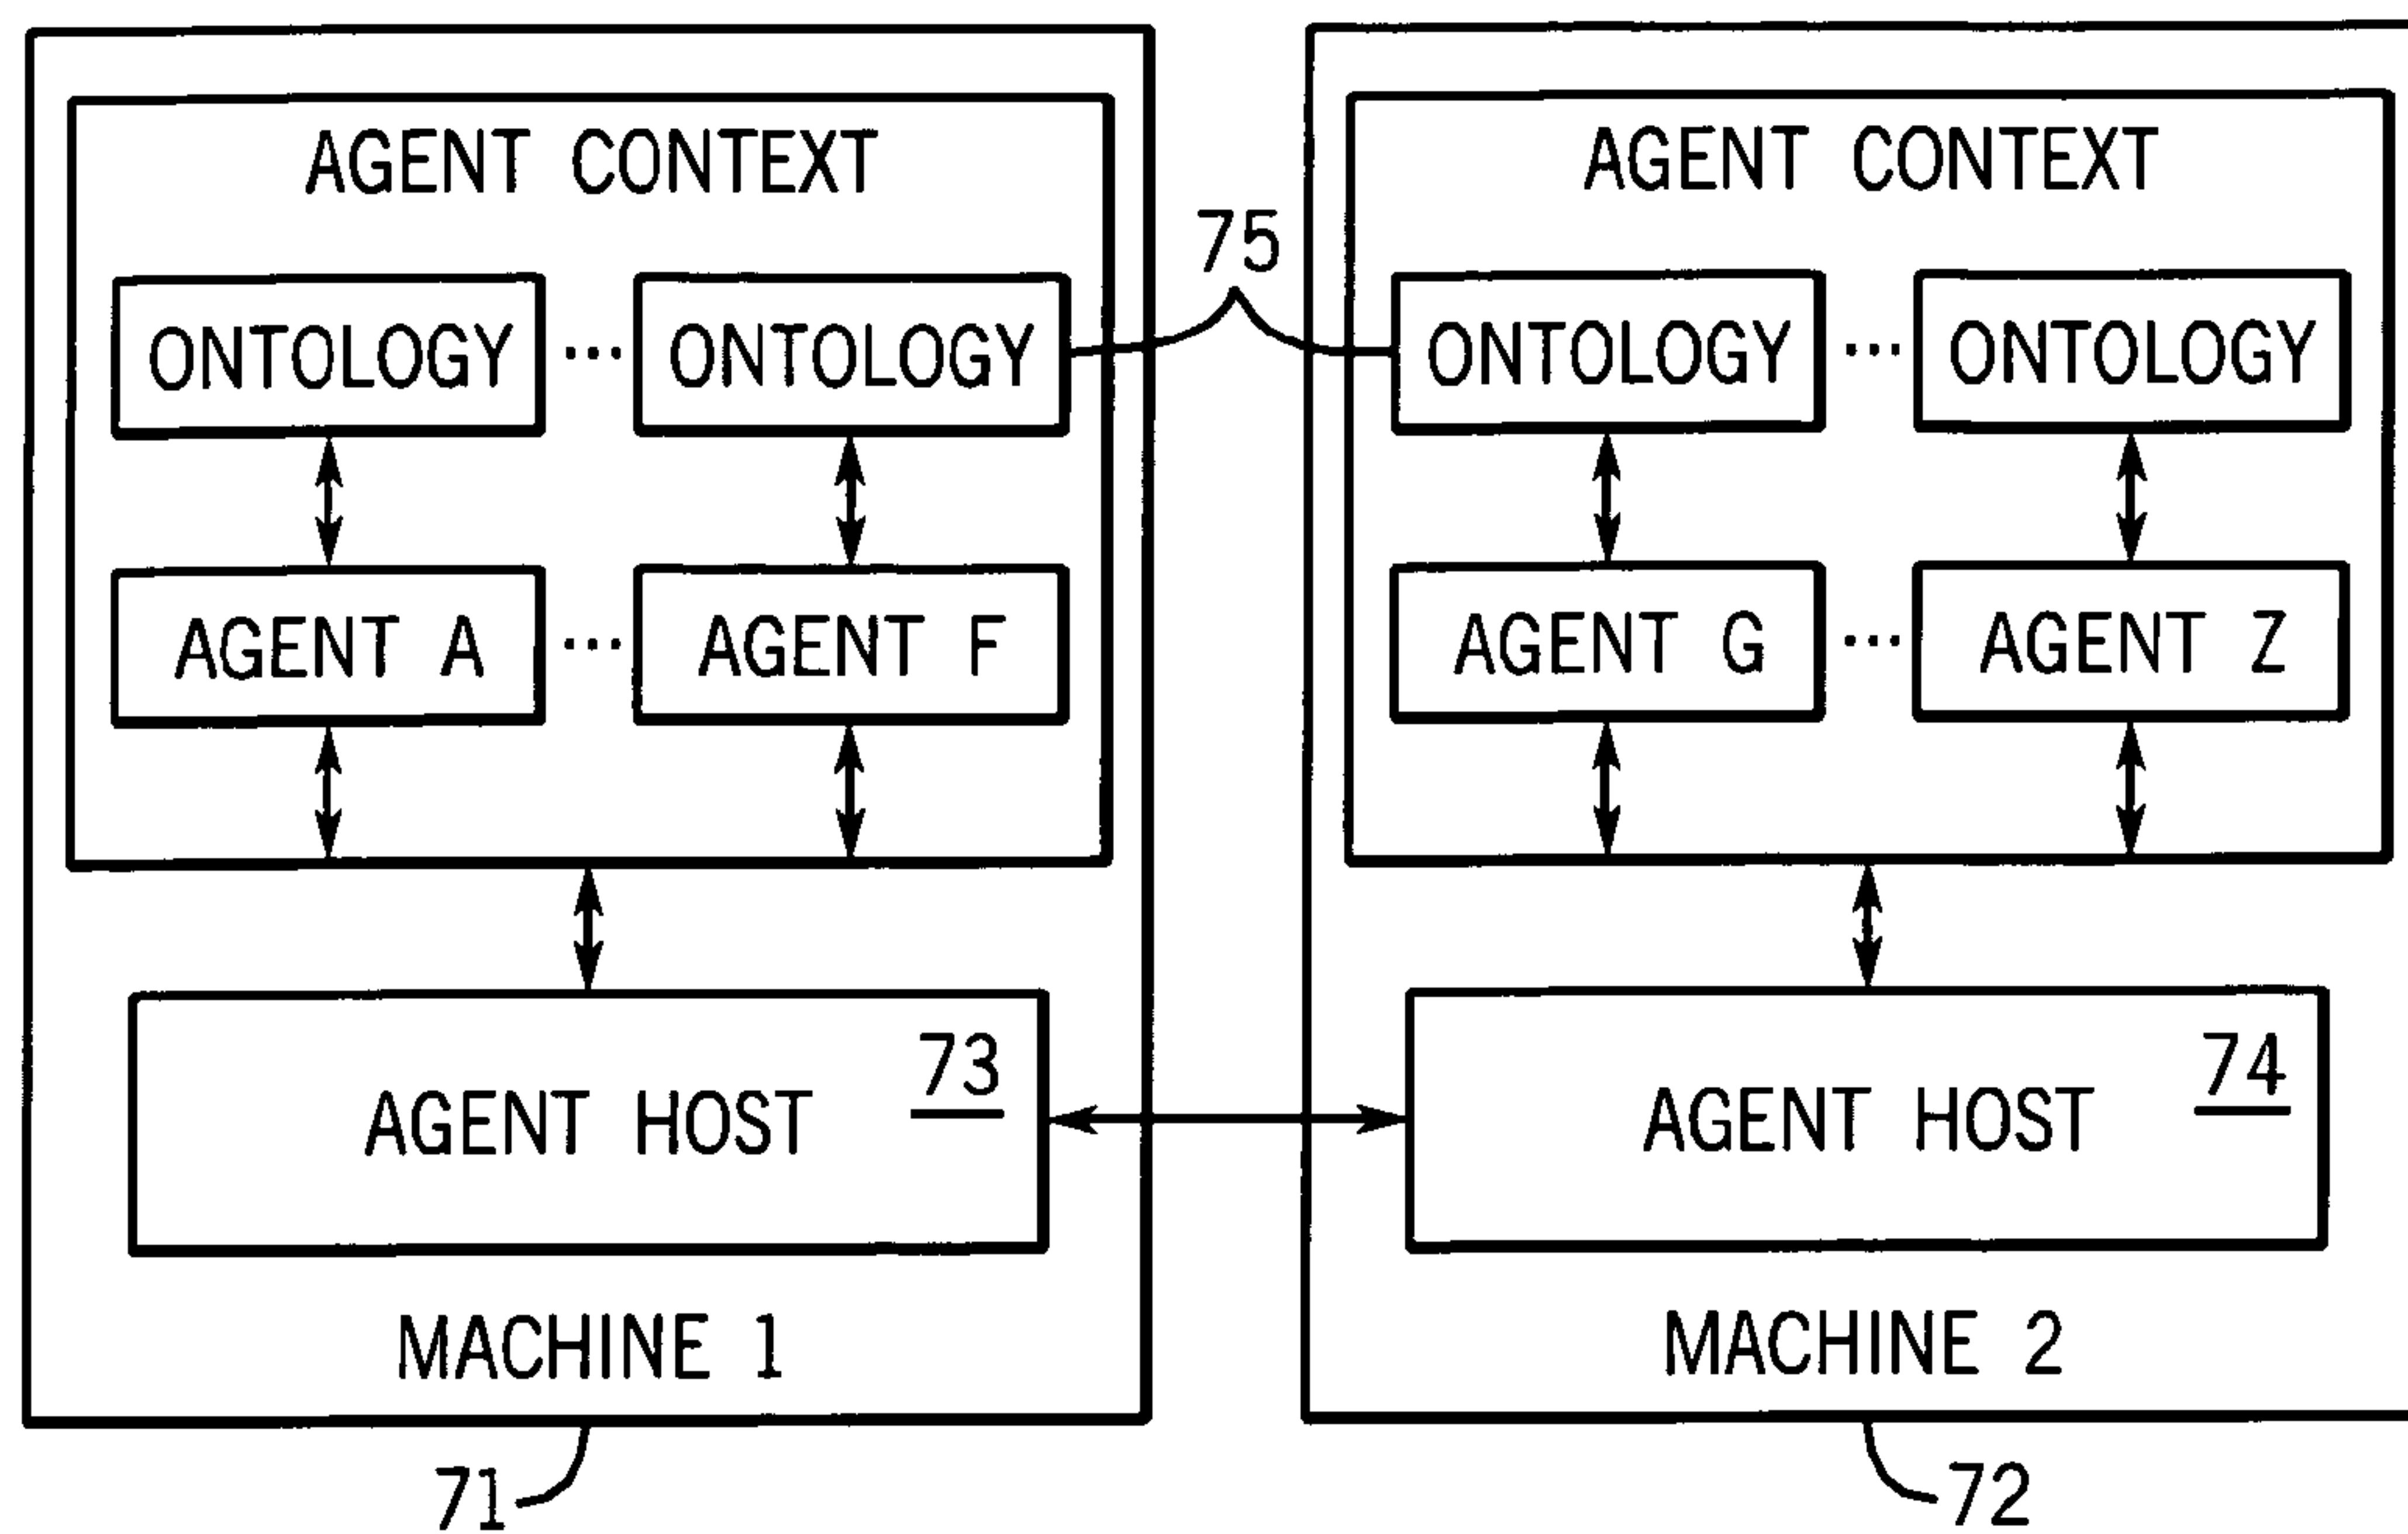 AGENT CONTEXT
ONTOLOGY ... ONTOLOGY
AGENT A ... AGENT F
AGENT HOST 73
MACHINE 1
71
75
AGENT CONTEXT
ONTOLOGY ... ONTOLOGY
AGENT G ... AGENT Z
AGENT HOST 74
MACHINE 2
72